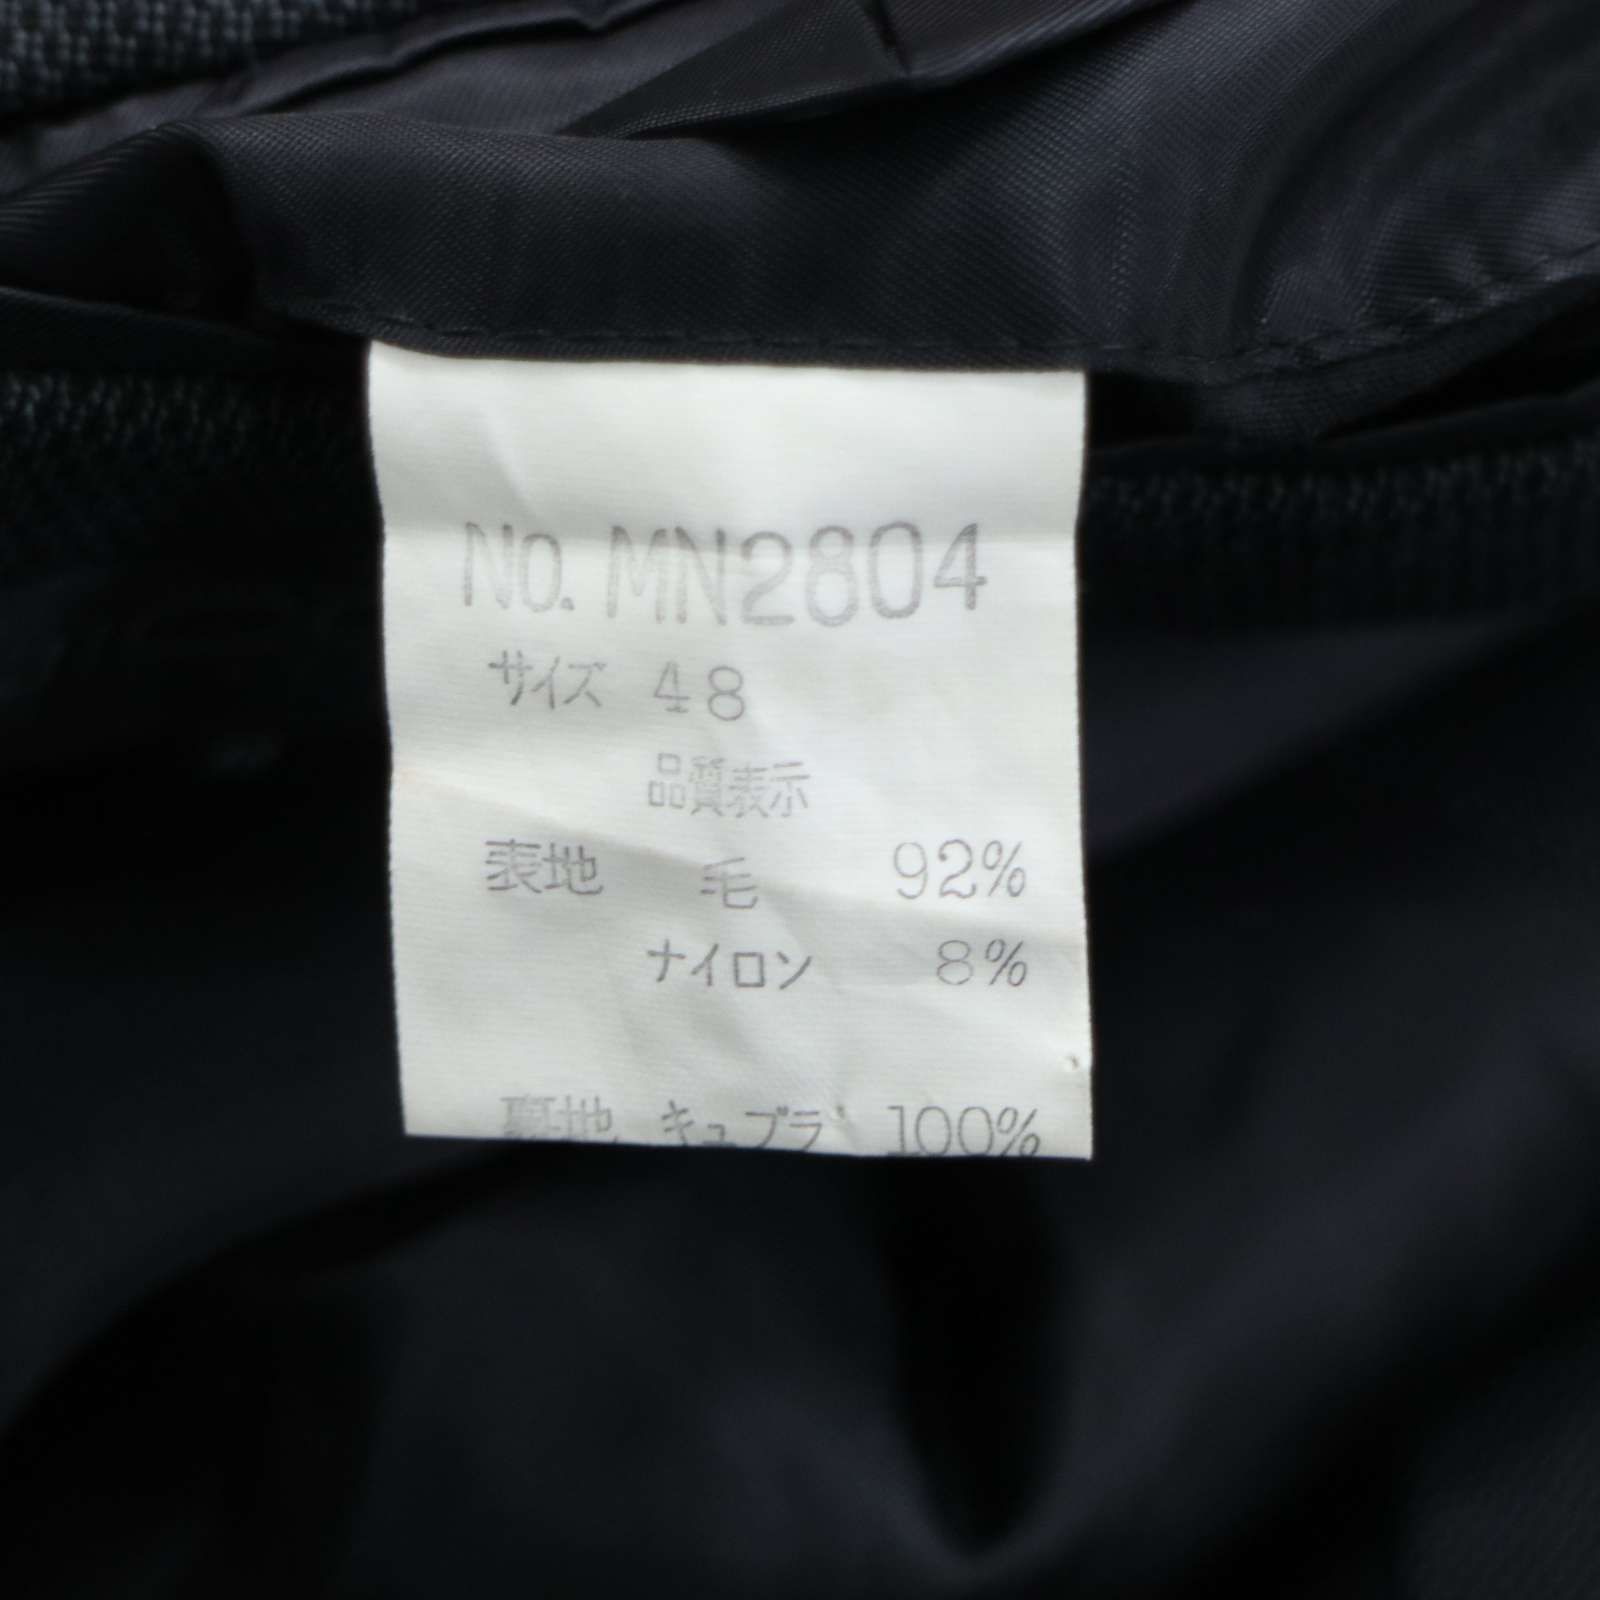 No. MN2804
サイズ 48
品質表示
表地 毛 92%
ナイロン 8%
裏地 キュプラ 100%